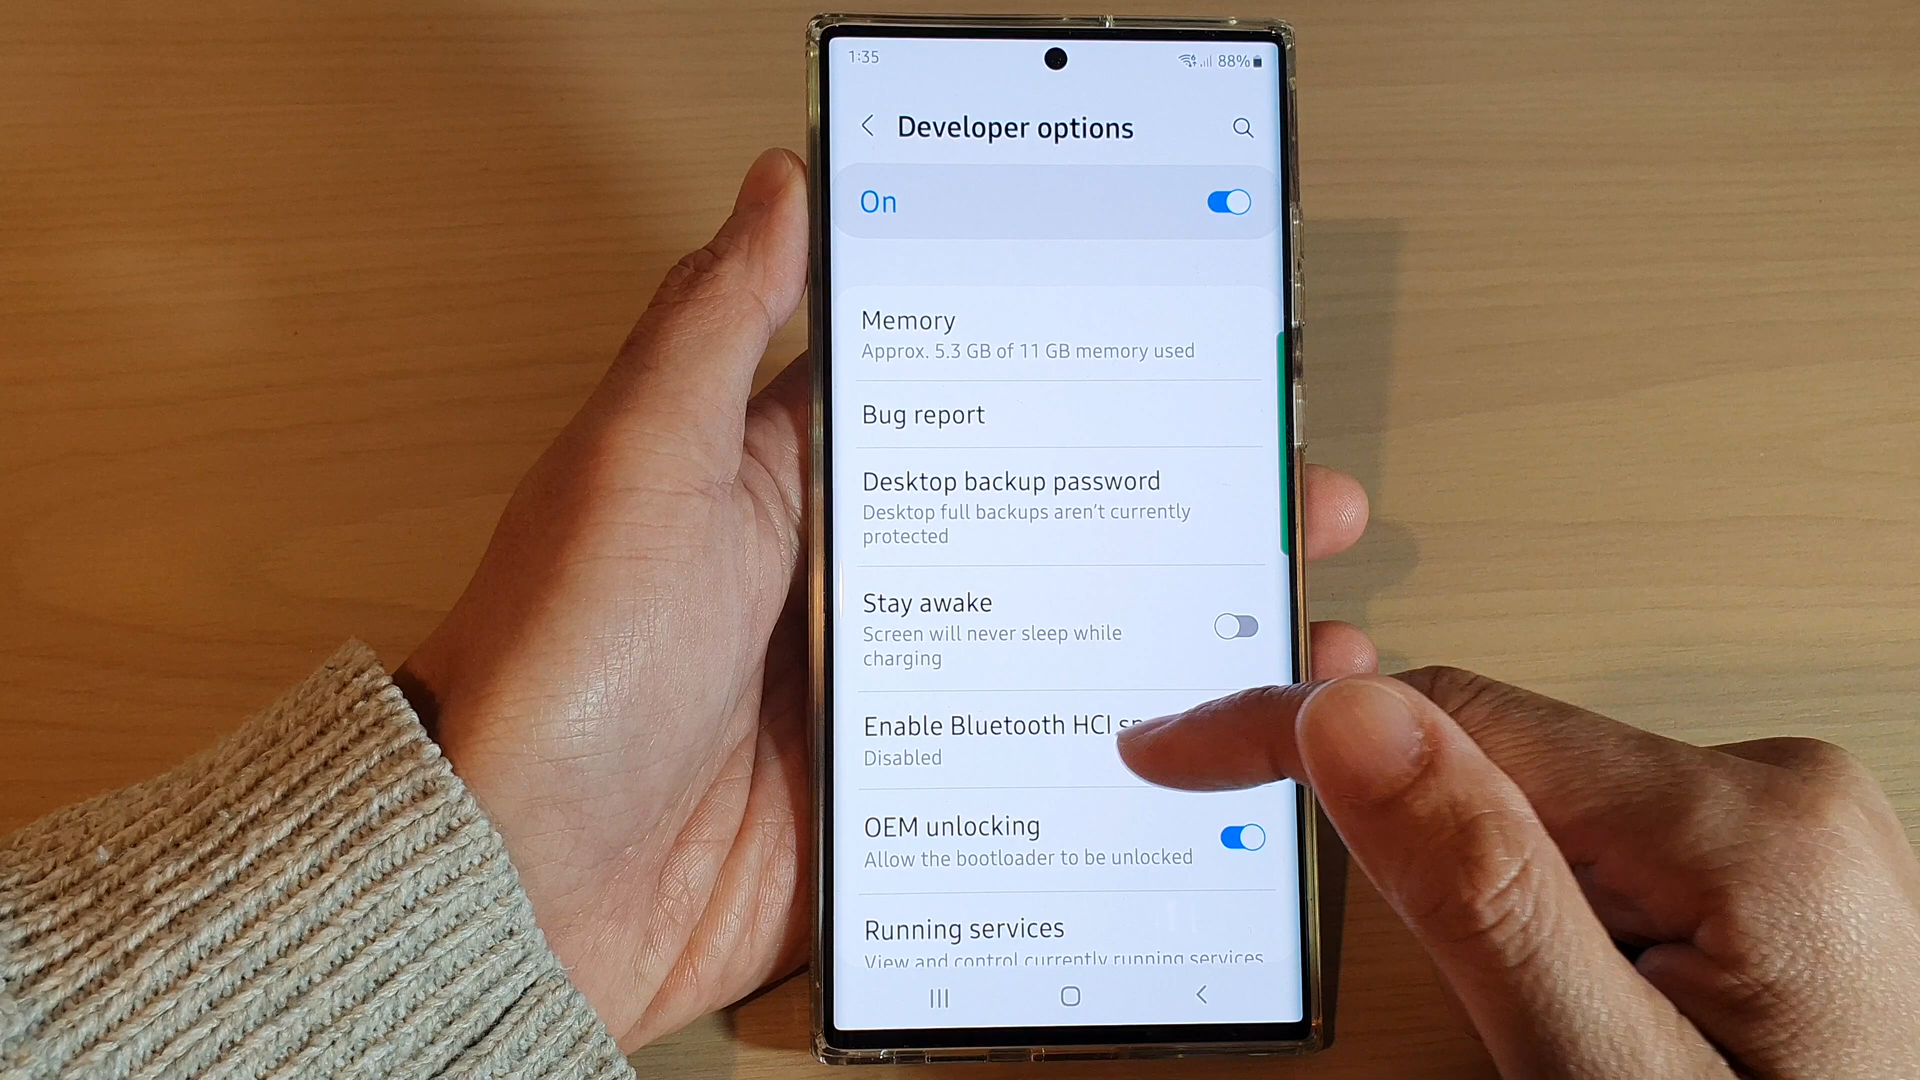 1:35
88%
Developer options
On
Memory
Approx. 5.3 GB of 11 GB memory used
Bug report
Desktop backup password
Desktop full backups aren't currently
protected
Stay awake
Screen will never sleep while
charging
Enable Bluetooth HCI
Disabled
OEM unlocking
Allow the bootloader to be unlocked
Running services
View and control currently running services